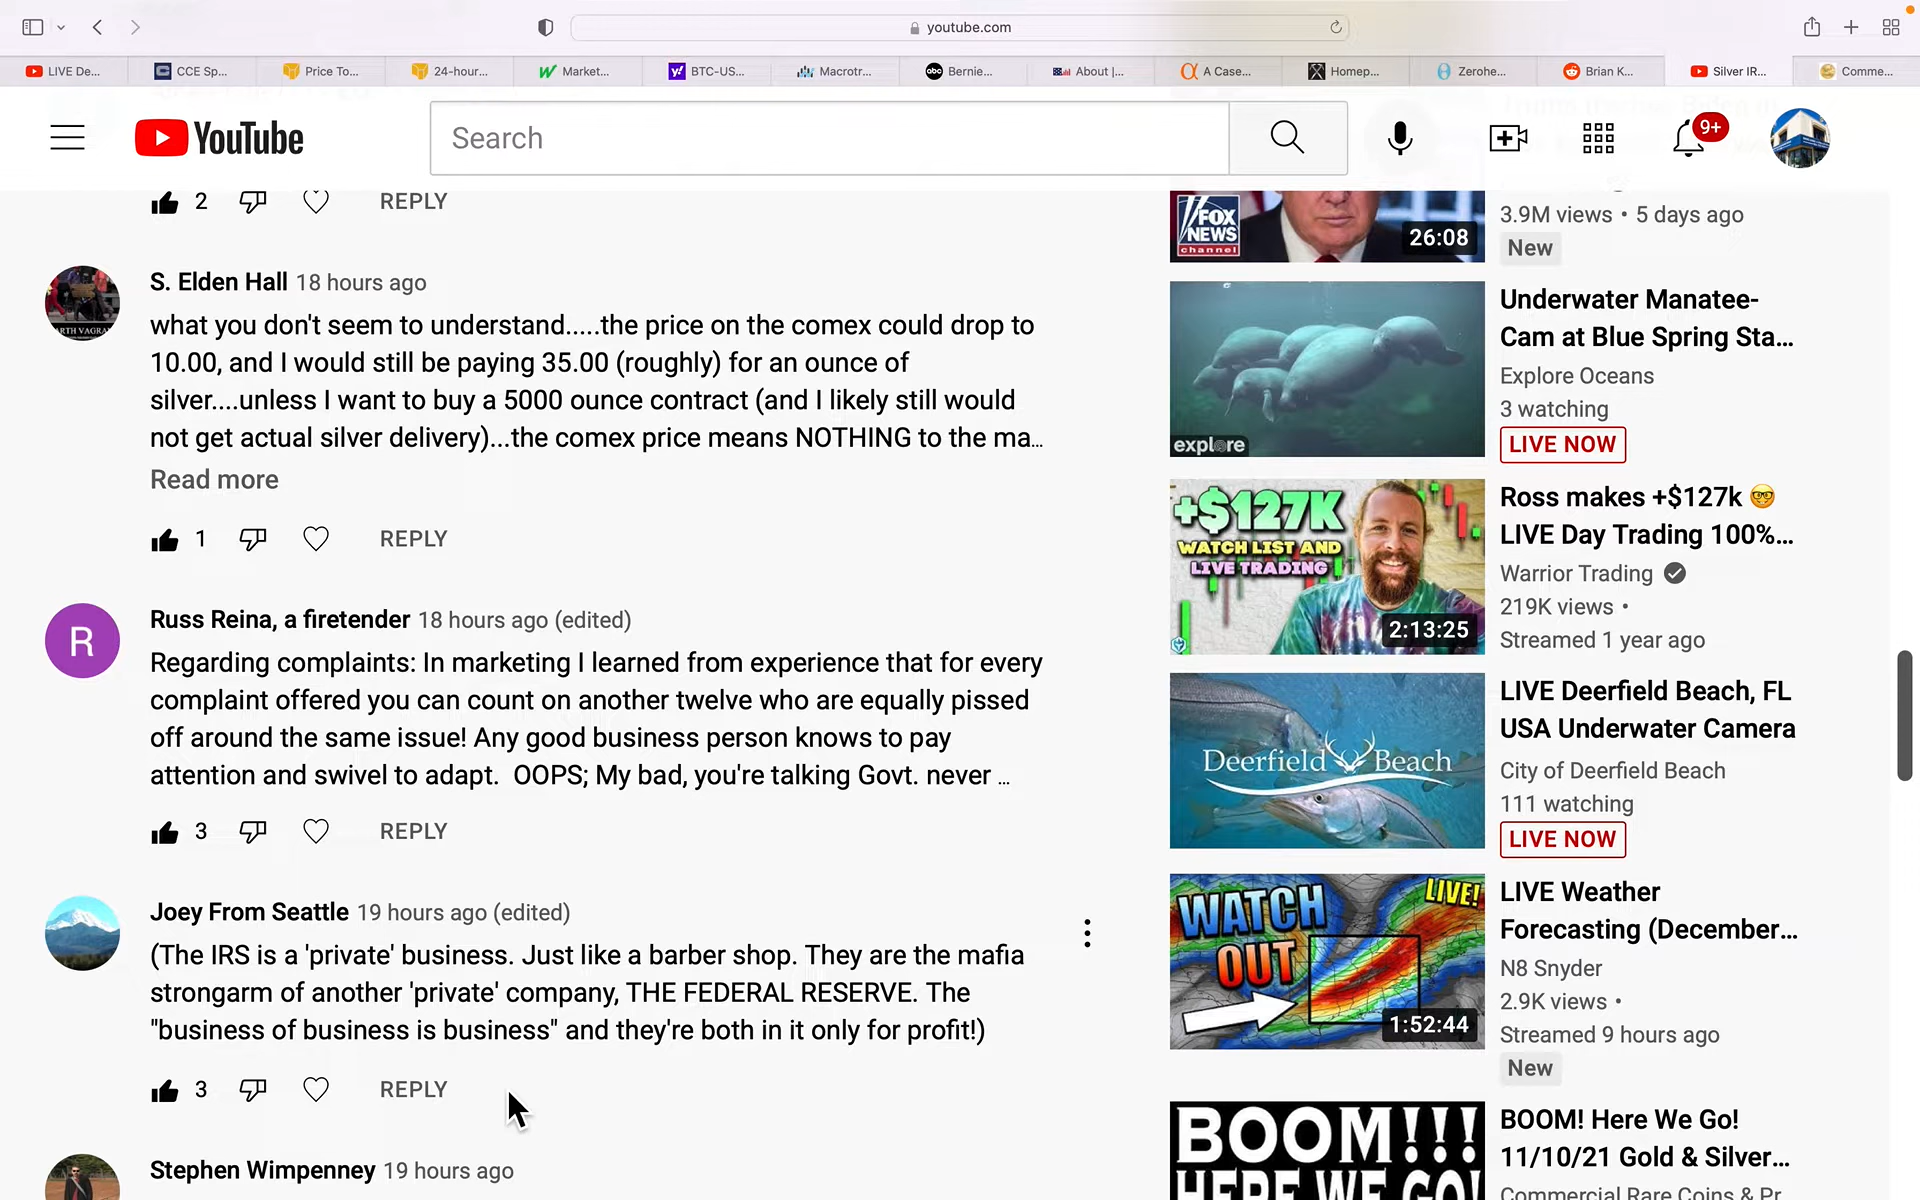 youtube.com
LIVE De...
CCE Sp...
Price To...
24-hour...
Market...
BTC-US...
Macrotr...
Bernie...
About |...
A Case...
Homep...
Zerohe...
Brian K...
Silver IR...
Comme...
YouTube
Search
9+
2
REPLY
S. Elden Hall 18 hours ago
what you don't seem to understand.....the price on the comex could drop to
10.00, and I would still be paying 35.00 (roughly) for an ounce of
silver....unless I want to buy a 5000 ounce contract (and I likely still would
not get actual silver delivery)...the comex price means NOTHING to the ma...
Read more
1
REPLY
R
Russ Reina, a firetender 18 hours ago (edited)
Regarding complaints: In marketing I learned from experience that for every
complaint offered you can count on another twelve who are equally pissed
off around the same issue! Any good business person knows to pay
attention and swivel to adapt.  OOPS; My bad, you're talking Govt. never ...
3
REPLY
Joey From Seattle 19 hours ago (edited)
(The IRS is a 'private' business. Just like a barber shop. They are the mafia
strongarm of another 'private' company, THE FEDERAL RESERVE. The
"business of business is business" and they're both in it only for profit!)
3
REPLY
Stephen Wimpenney 19 hours ago
FOX
NEWS
channel
26:08
3.9M views • 5 days ago
New
explore
Underwater Manatee-
Cam at Blue Spring Sta...
Explore Oceans
3 watching
LIVE NOW
+$127K
WATCH LIST AND
LIVE TRADING
2:13:25
Ross makes +$127k 🤓
LIVE Day Trading 100%...
Warrior Trading
219K views •
Streamed 1 year ago
Deerfield Beach
LIVE Deerfield Beach, FL
USA Underwater Camera
City of Deerfield Beach
111 watching
LIVE NOW
WATCH
OUT
LIVE!
1:52:44
LIVE Weather
Forecasting (December...
N8 Snyder
2.9K views •
Streamed 9 hours ago
New
BOOM!!!
HERE WE GO!
BOOM! Here We Go!
11/10/21 Gold & Silver...
Commercial Rare Coins & Pr